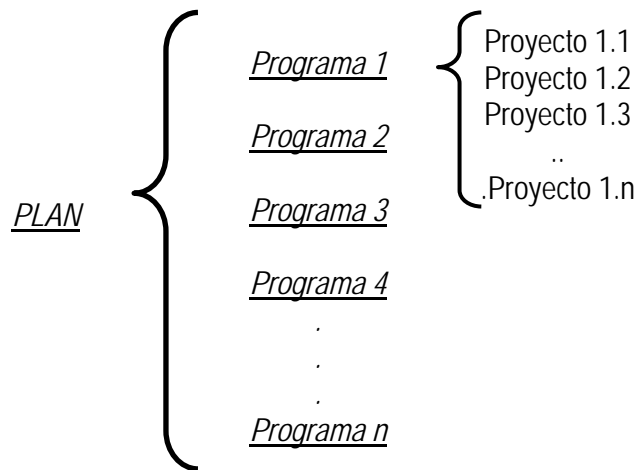 PLAN
Programa 1
Programa 2
Programa 3
Programa 4
.
.
.
Programa n
Proyecto 1.1
Proyecto 1.2
Proyecto 1.3
..
.Proyecto 1.n